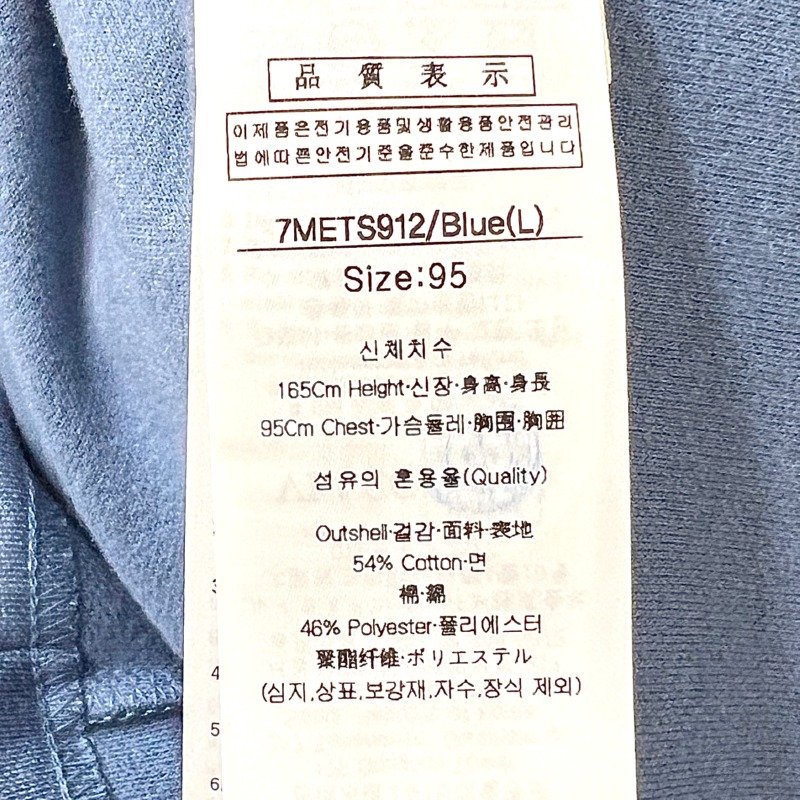 品質表示
이제품은전기용품및생활용품안전관리
법에따른안전기준을준수한제품입니다
7METS912/Blue(L)
Size:95
신체치수
165Cm Height·신장·身高·身長
95Cm Chest·가슴둘레·胸围·胸囲
섬유의 혼용율(Quality)
Outshell·겉감·面料·表地
54% Cotton·면
棉·綿
46% Polyester·폴리에스터
聚酯纤维·ポリエステル
(심지,상표,보강재,자수,장식 제외)
3
4
5
6